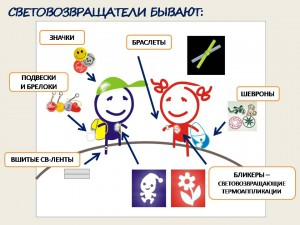 СВЕТОВОЗВРАЩАТЕЛИ БЫВАЮТ:
ЗНАЧКИ
БРАСЛЕТЫ
ПОДВЕСКИ
И БРЕЛОКИ
ШЕВРОНЫ
ВШИТЫЕ СВ-ЛЕНТЫ
БЛИКЕРЫ –
СВЕТОВОЗВРАЩАЮЩИЕ
ТЕРМОАППЛИКАЦИИ